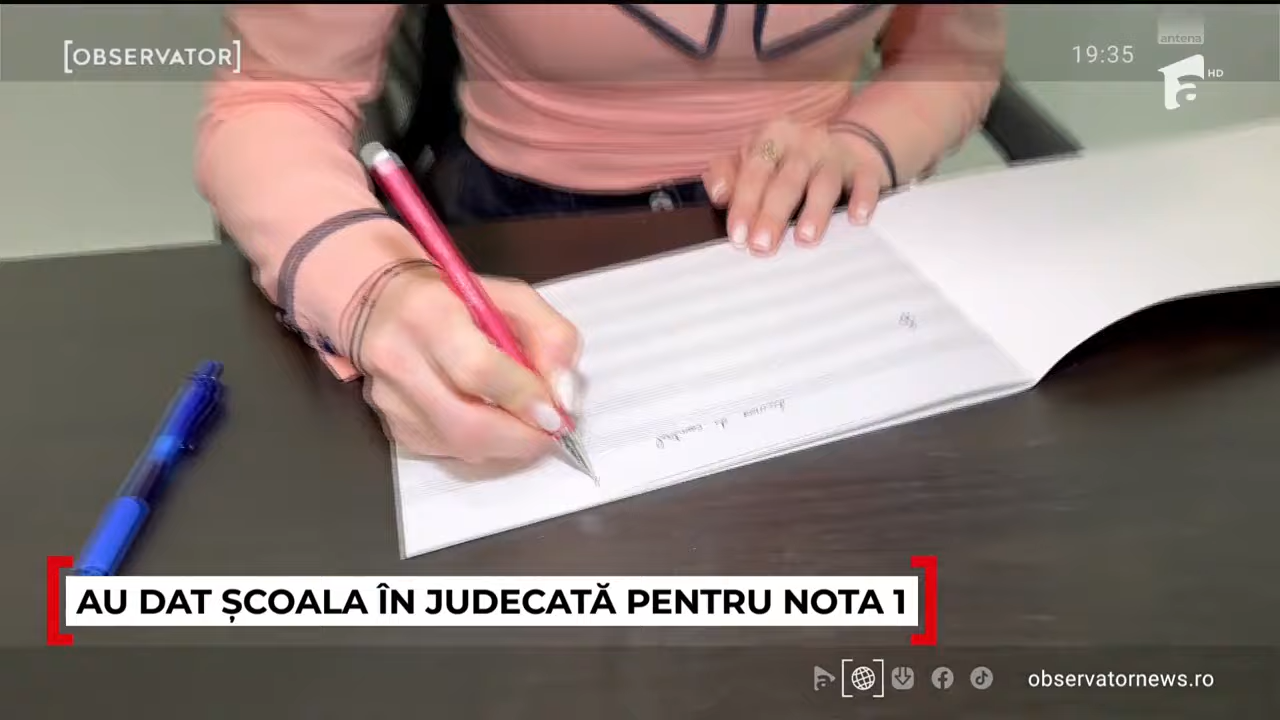 [OBSERVATOR]
19:35
antena
HD
AU DAT ȘCOALA ÎN JUDECATĂ PENTRU NOTA 1
observatornews.ro